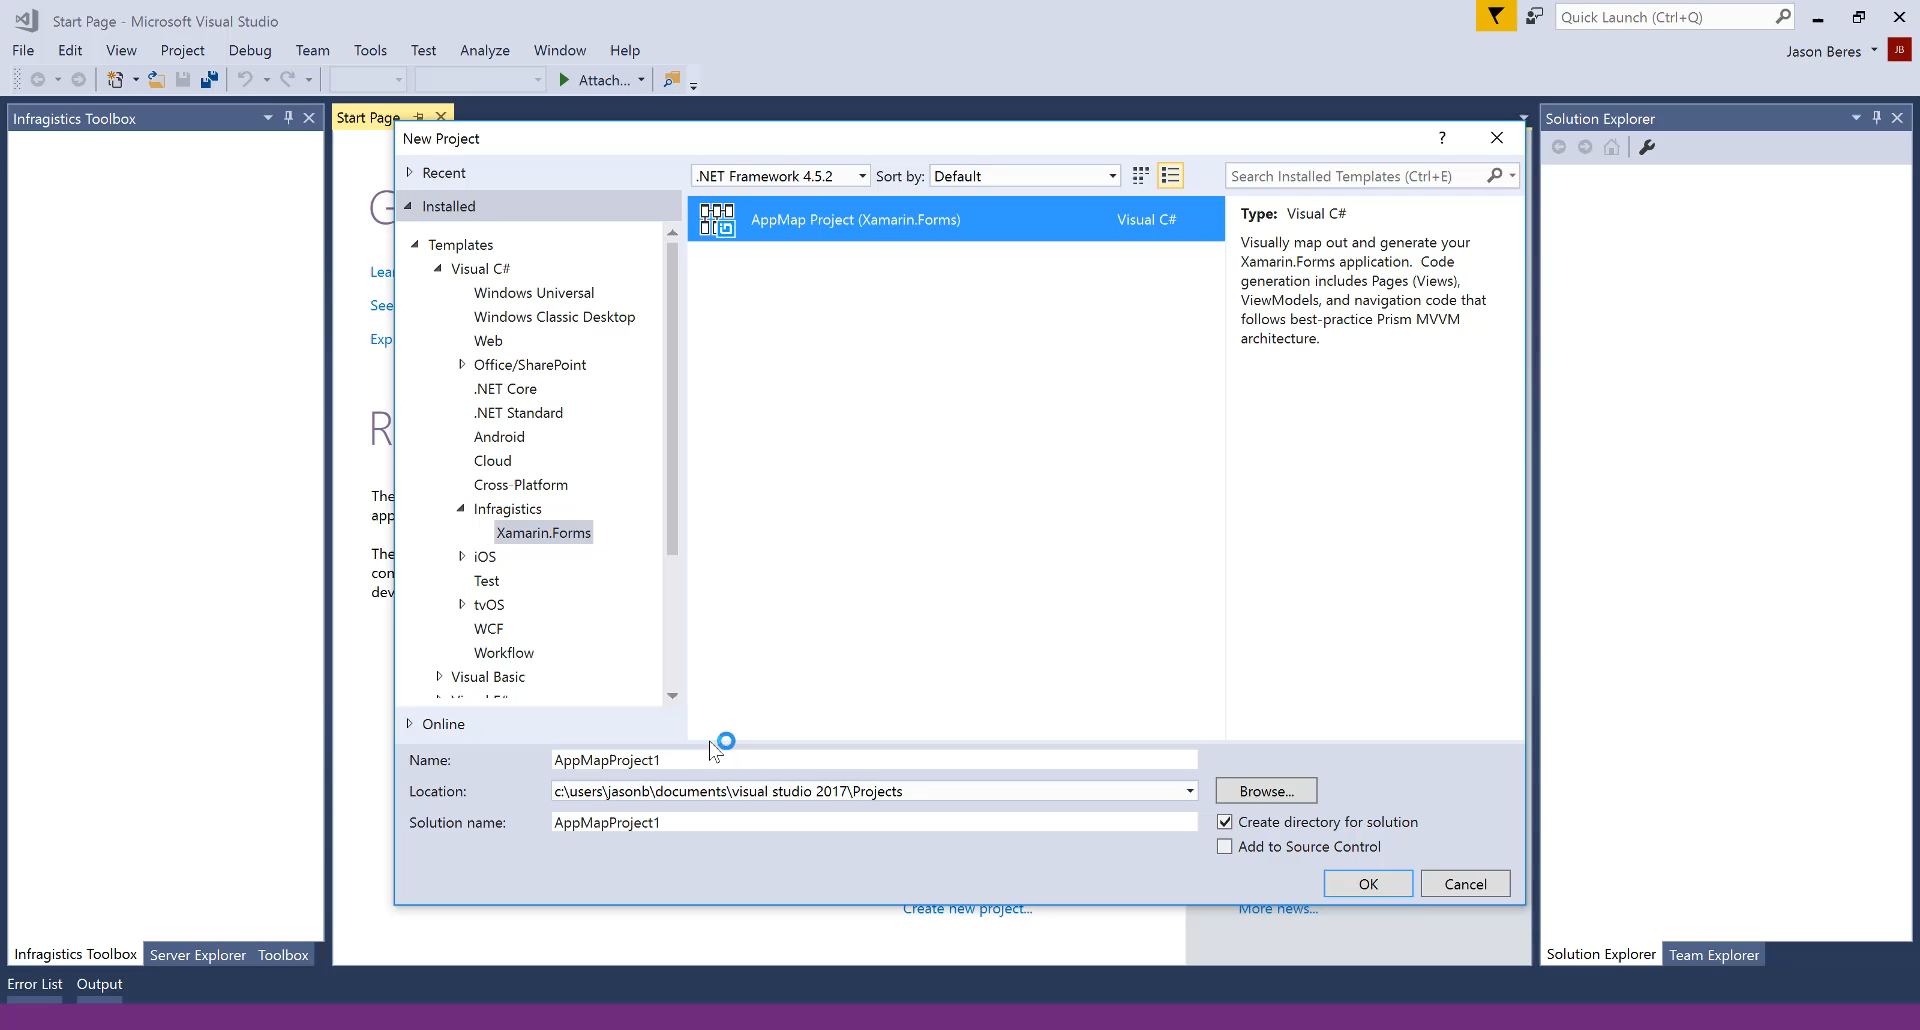 Start Page - Microsoft Visual Studio
Quick Launch (Ctrl+Q)
File Edit View Project Debug Team Tools Test Analyze Window Help
Jason Beres JB
Attach...
Infragistics Toolbox
Start Page
Solution Explorer
New Project
?
Recent
.NET Framework 4.5.2 Sort by: Default
Search Installed Templates (Ctrl+E)
Installed
AppMap Project (Xamarin.Forms) Visual C#
Type: Visual C#
Visually map out and generate your
Xamarin.Forms application. Code
generation includes Pages (Views),
ViewModels, and navigation code that
follows best-practice Prism MVVM
architecture.
Templates
Visual C#
Windows Universal
Windows Classic Desktop
Web
Office/SharePoint
.NET Core
.NET Standard
Android
Cloud
Cross-Platform
Infragistics
Xamarin.Forms
iOS
Test
tvOS
WCF
Workflow
Visual Basic
Online
See
Exp
R
The
app
The
con
dev
Name: AppMapProject1
Location: c:\users\jasonb\documents\visual studio 2017\Projects Browse...
Solution name: AppMapProject1
Create directory for solution
Add to Source Control
OK Cancel
Create new project... More news...
Infragistics Toolbox Server Explorer Toolbox
Solution Explorer Team Explorer
Error List Output